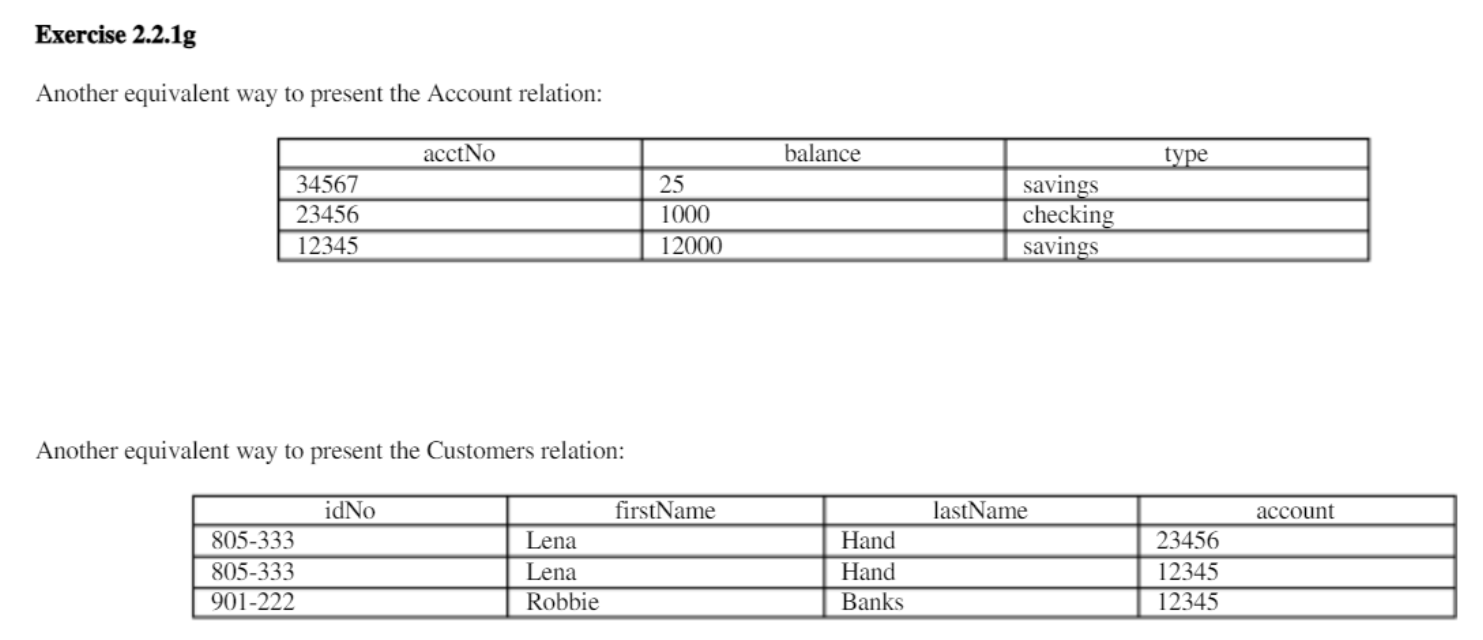 Exercise 2.2.1g
Another equivalent way to present the Account relation:
acctNo balance type
34567 25 savings
23456 1000 checking
12345 12000 savings
Another equivalent way to present the Customers relation:
idNo firstName lastName account
805-333 Lena Hand 23456
805-333 Lena Hand 12345
901-222 Robbie Banks 12345